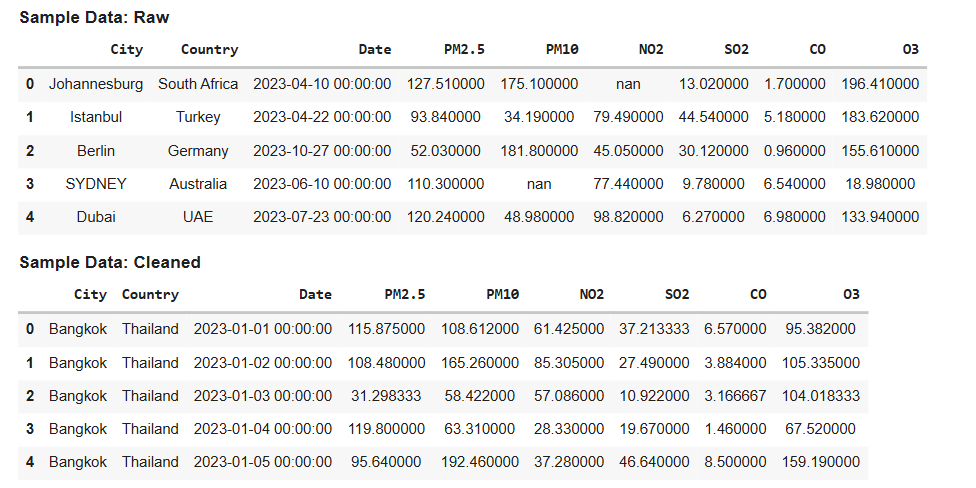 Sample Data: Raw
City Country Date PM2.5 PM10 NO2 SO2 CO O3
0 Johannesburg South Africa 2023-04-10 00:00:00 127.510000 175.100000 nan 13.020000 1.700000 196.410000
1 Istanbul Turkey 2023-04-22 00:00:00 93.840000 34.190000 79.490000 44.540000 5.180000 183.620000
2 Berlin Germany 2023-10-27 00:00:00 52.030000 181.800000 45.050000 30.120000 0.960000 155.610000
3 SYDNEY Australia 2023-06-10 00:00:00 110.300000 nan 77.440000 9.780000 6.540000 18.980000
4 Dubai UAE 2023-07-23 00:00:00 120.240000 48.980000 98.820000 6.270000 6.980000 133.940000
Sample Data: Cleaned
City Country Date PM2.5 PM10 NO2 SO2 CO O3
0 Bangkok Thailand 2023-01-01 00:00:00 115.875000 108.612000 61.425000 37.213333 6.570000 95.382000
1 Bangkok Thailand 2023-01-02 00:00:00 108.480000 165.260000 85.305000 27.490000 3.884000 105.335000
2 Bangkok Thailand 2023-01-03 00:00:00 31.298333 58.422000 57.086000 10.922000 3.166667 104.018333
3 Bangkok Thailand 2023-01-04 00:00:00 119.800000 63.310000 28.330000 19.670000 1.460000 67.520000
4 Bangkok Thailand 2023-01-05 00:00:00 95.640000 192.460000 37.280000 46.640000 8.500000 159.190000